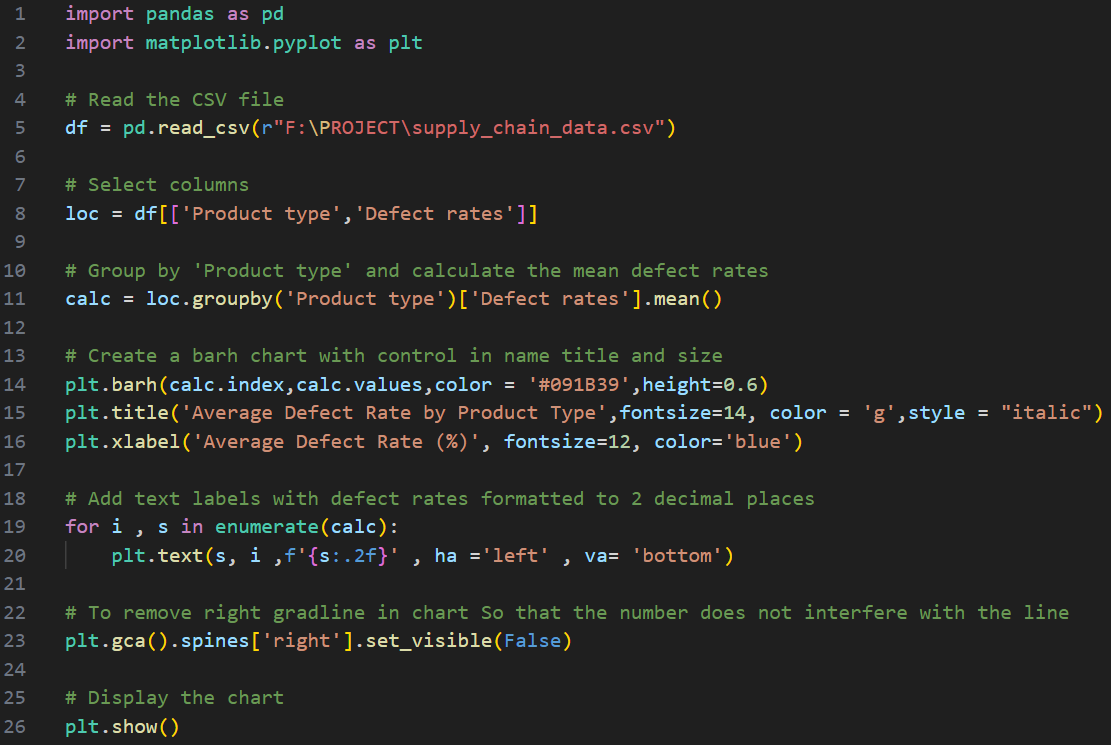 1 import pandas as pd
2 import matplotlib.pyplot as plt
3
4 # Read the CSV file
5 df = pd.read_csv(r"F:\PROJECT\supply_chain_data.csv")
6
7 # Select columns
8 loc = df[['Product type','Defect rates']]
9
10 # Group by 'Product type' and calculate the mean defect rates
11 calc = loc.groupby('Product type')['Defect rates'].mean()
12
13 # Create a barh chart with control in name title and size
14 plt.barh(calc.index,calc.values,color = '#091B39',height=0.6)
15 plt.title('Average Defect Rate by Product Type',fontsize=14, color = 'g',style = "italic")
16 plt.xlabel('Average Defect Rate (%)', fontsize=12, color='blue')
17
18 # Add text labels with defect rates formatted to 2 decimal places
19 for i , s in enumerate(calc):
20     plt.text(s, i ,f'{s:.2f}' , ha ='left' , va= 'bottom')
21
22 # To remove right gradline in chart So that the number does not interfere with the line
23 plt.gca().spines['right'].set_visible(False)
24
25 # Display the chart
26 plt.show()